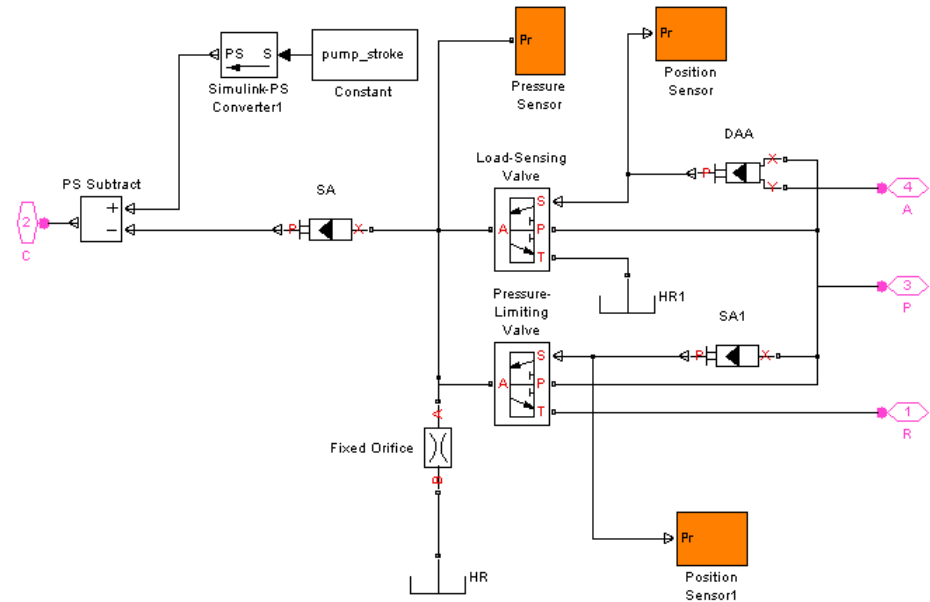 Pr
Pressure
Sensor
Pr
Position
Sensor
PS S
Simulink-PS
Converter1
pump_stroke
Constant
DAA
P
X
Y
4
A
Load-Sensing
Valve
S
A P
T
PS Subtract
+
−
2
C
SA
P X
HR1
3
P
Pressure-
Limiting
Valve
S
A P
T
SA1
P X
1
R
A
Fixed Orifice
B
HR
Pr
Position
Sensor1